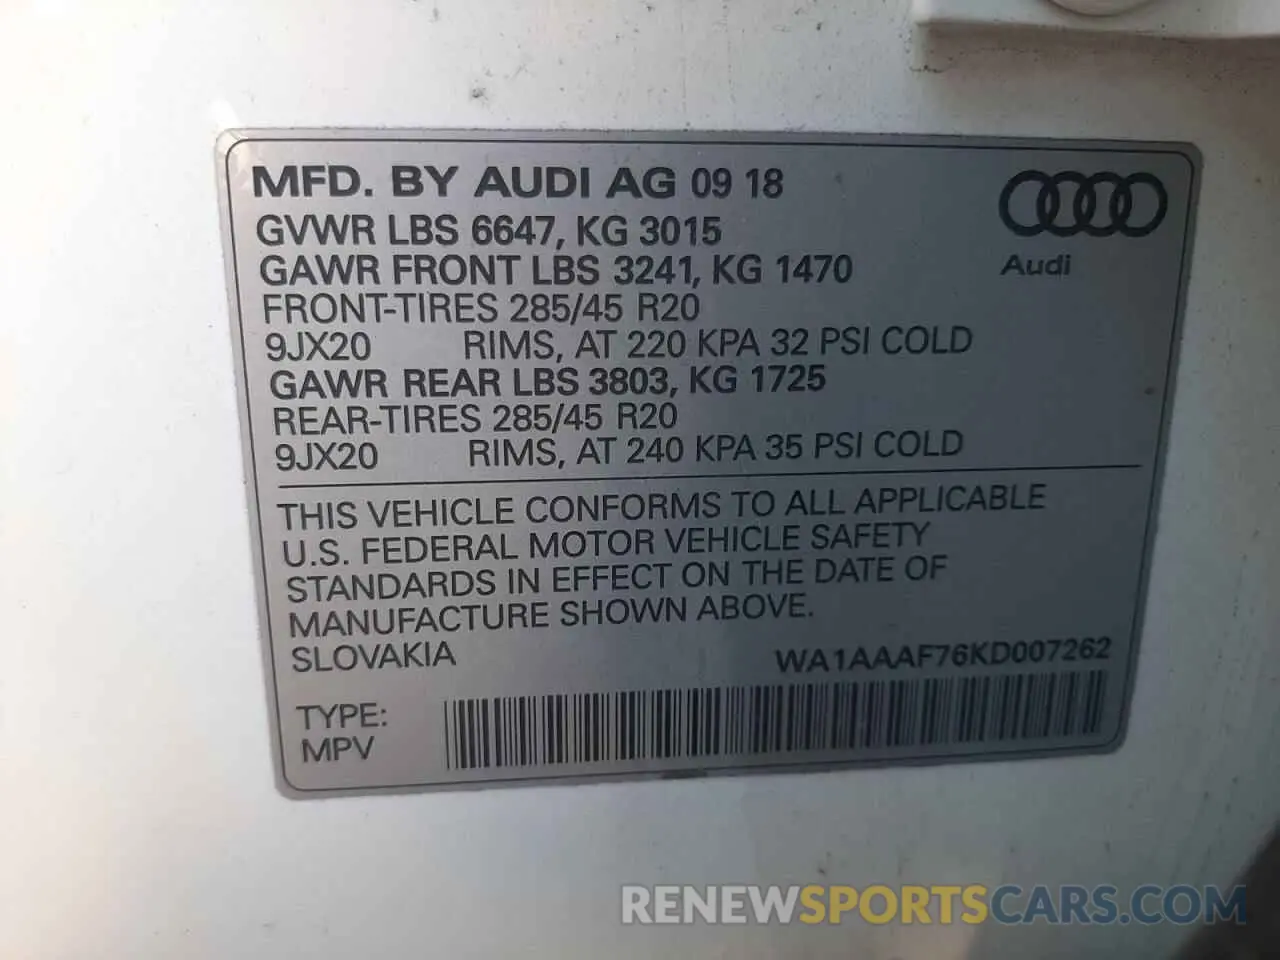 MFD. BY AUDI AG 09 18
GVWR LBS 6647, KG 3015
GAWR FRONT LBS 3241, KG 1470
Audi
FRONT-TIRES 285/45 R20
9JX20 RIMS, AT 220 KPA 32 PSI COLD
GAWR REAR LBS 3803, KG 1725
REAR-TIRES 285/45 R20
9JX20 RIMS, AT 240 KPA 35 PSI COLD
THIS VEHICLE CONFORMS TO ALL APPLICABLE
U.S. FEDERAL MOTOR VEHICLE SAFETY
STANDARDS IN EFFECT ON THE DATE OF
MANUFACTURE SHOWN ABOVE.
SLOVAKIA WA1AAAF76KD007262
TYPE:
MPV
RENEWSPORTSCARS.COM